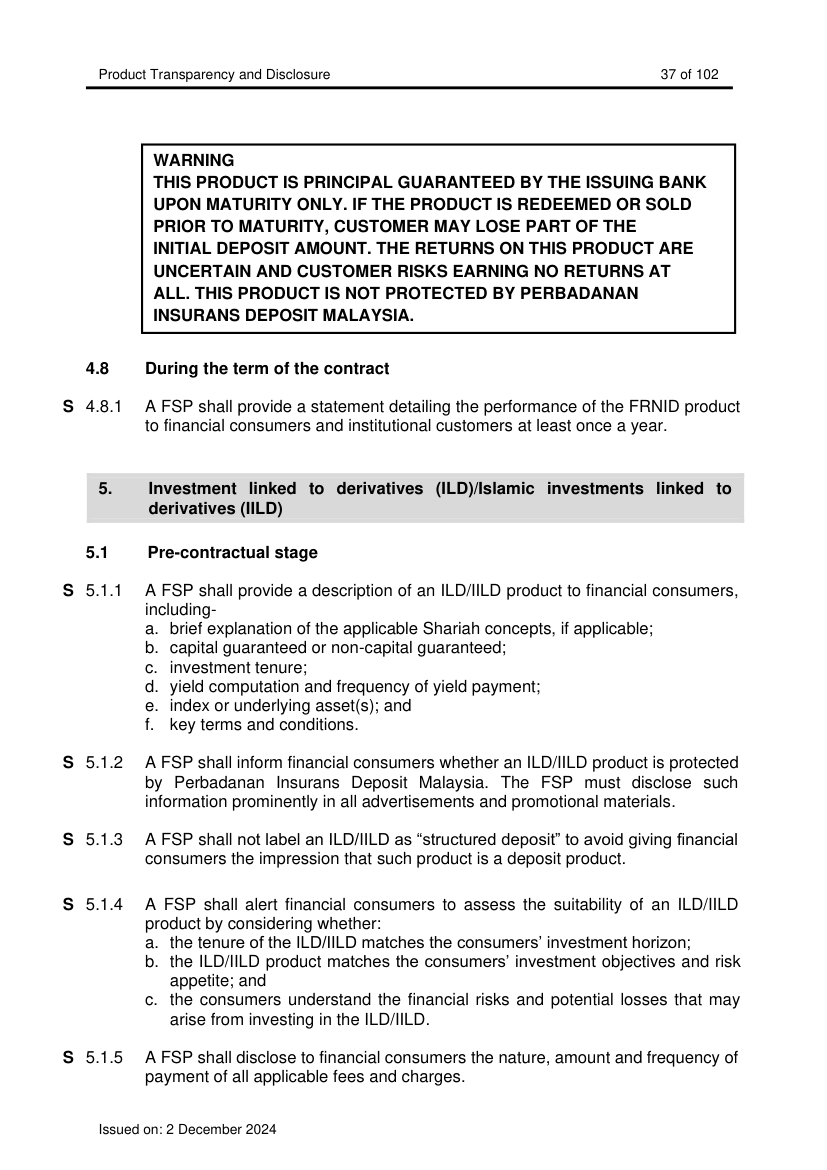 Product Transparency and Disclosure 37 of 102
WARNING
THIS PRODUCT IS PRINCIPAL GUARANTEED BY THE ISSUING BANK
UPON MATURITY ONLY. IF THE PRODUCT IS REDEEMED OR SOLD
PRIOR TO MATURITY, CUSTOMER MAY LOSE PART OF THE
INITIAL DEPOSIT AMOUNT. THE RETURNS ON THIS PRODUCT ARE
UNCERTAIN AND CUSTOMER RISKS EARNING NO RETURNS AT
ALL. THIS PRODUCT IS NOT PROTECTED BY PERBADANAN
INSURANS DEPOSIT MALAYSIA.
4.8 During the term of the contract
S 4.8.1 A FSP shall provide a statement detailing the performance of the FRNID product
to financial consumers and institutional customers at least once a year.
5. Investment linked to derivatives (ILD)/Islamic investments linked to
derivatives (IILD)
5.1 Pre-contractual stage
S 5.1.1 A FSP shall provide a description of an ILD/IILD product to financial consumers,
including-
a. brief explanation of the applicable Shariah concepts, if applicable;
b. capital guaranteed or non-capital guaranteed;
c. investment tenure;
d. yield computation and frequency of yield payment;
e. index or underlying asset(s); and
f. key terms and conditions.
S 5.1.2 A FSP shall inform financial consumers whether an ILD/IILD product is protected
by Perbadanan Insurans Deposit Malaysia. The FSP must disclose such
information prominently in all advertisements and promotional materials.
S 5.1.3 A FSP shall not label an ILD/IILD as “structured deposit” to avoid giving financial
consumers the impression that such product is a deposit product.
S 5.1.4 A FSP shall alert financial consumers to assess the suitability of an ILD/IILD
product by considering whether:
a. the tenure of the ILD/IILD matches the consumers’ investment horizon;
b. the ILD/IILD product matches the consumers’ investment objectives and risk
appetite; and
c. the consumers understand the financial risks and potential losses that may
arise from investing in the ILD/IILD.
S 5.1.5 A FSP shall disclose to financial consumers the nature, amount and frequency of
payment of all applicable fees and charges.
Issued on: 2 December 2024